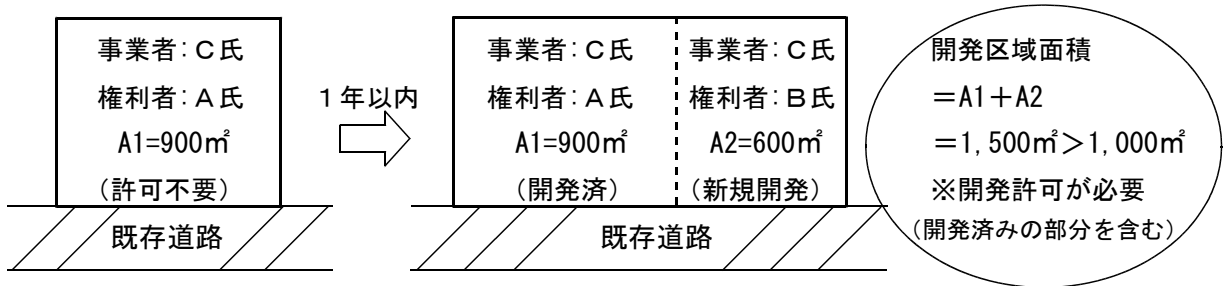 事業者：C氏
権利者：A氏
A1=900㎡
（許可不要）
既存道路
1年以内
事業者：C氏
権利者：A氏
A1=900㎡
（開発済）
事業者：C氏
権利者：B氏
A2=600㎡
（新規開発）
既存道路
開発区域面積
＝A1＋A2
＝1,500㎡＞1,000㎡
※開発許可が必要
（開発済みの部分を含む）